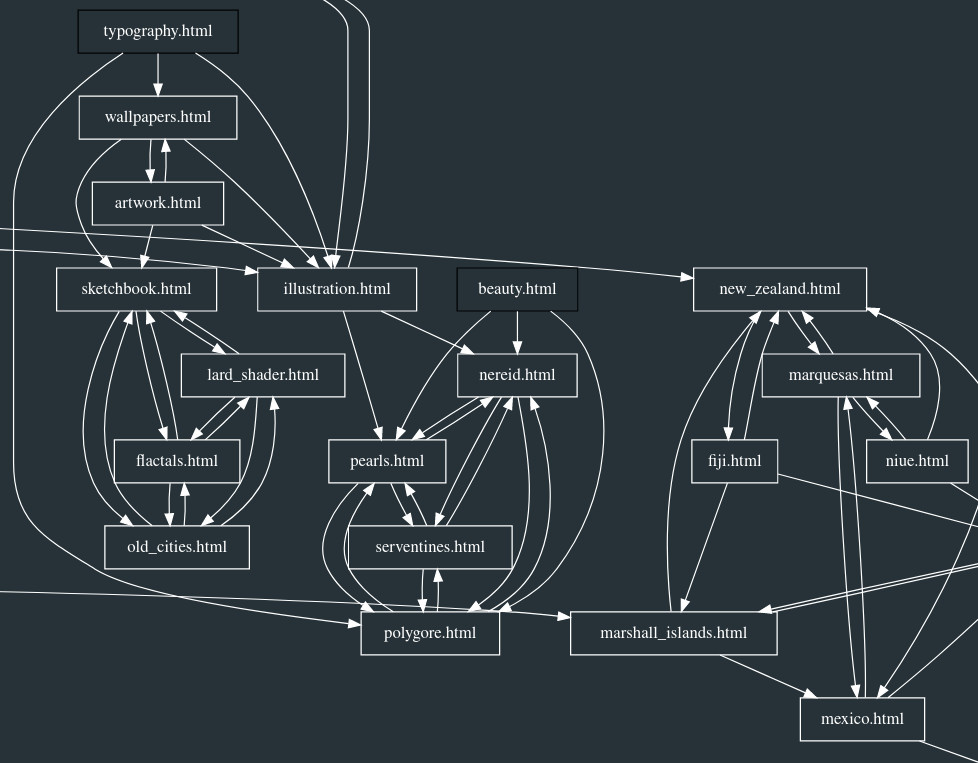 typography.html
wallpapers.html
artwork.html
sketchbook.html
illustration.html
beauty.html
new_zealand.html
lard_shader.html
nereid.html
marquesas.html
flactals.html
pearls.html
fiji.html
niue.html
old_cities.html
serventines.html
polygore.html
marshall_islands.html
mexico.html